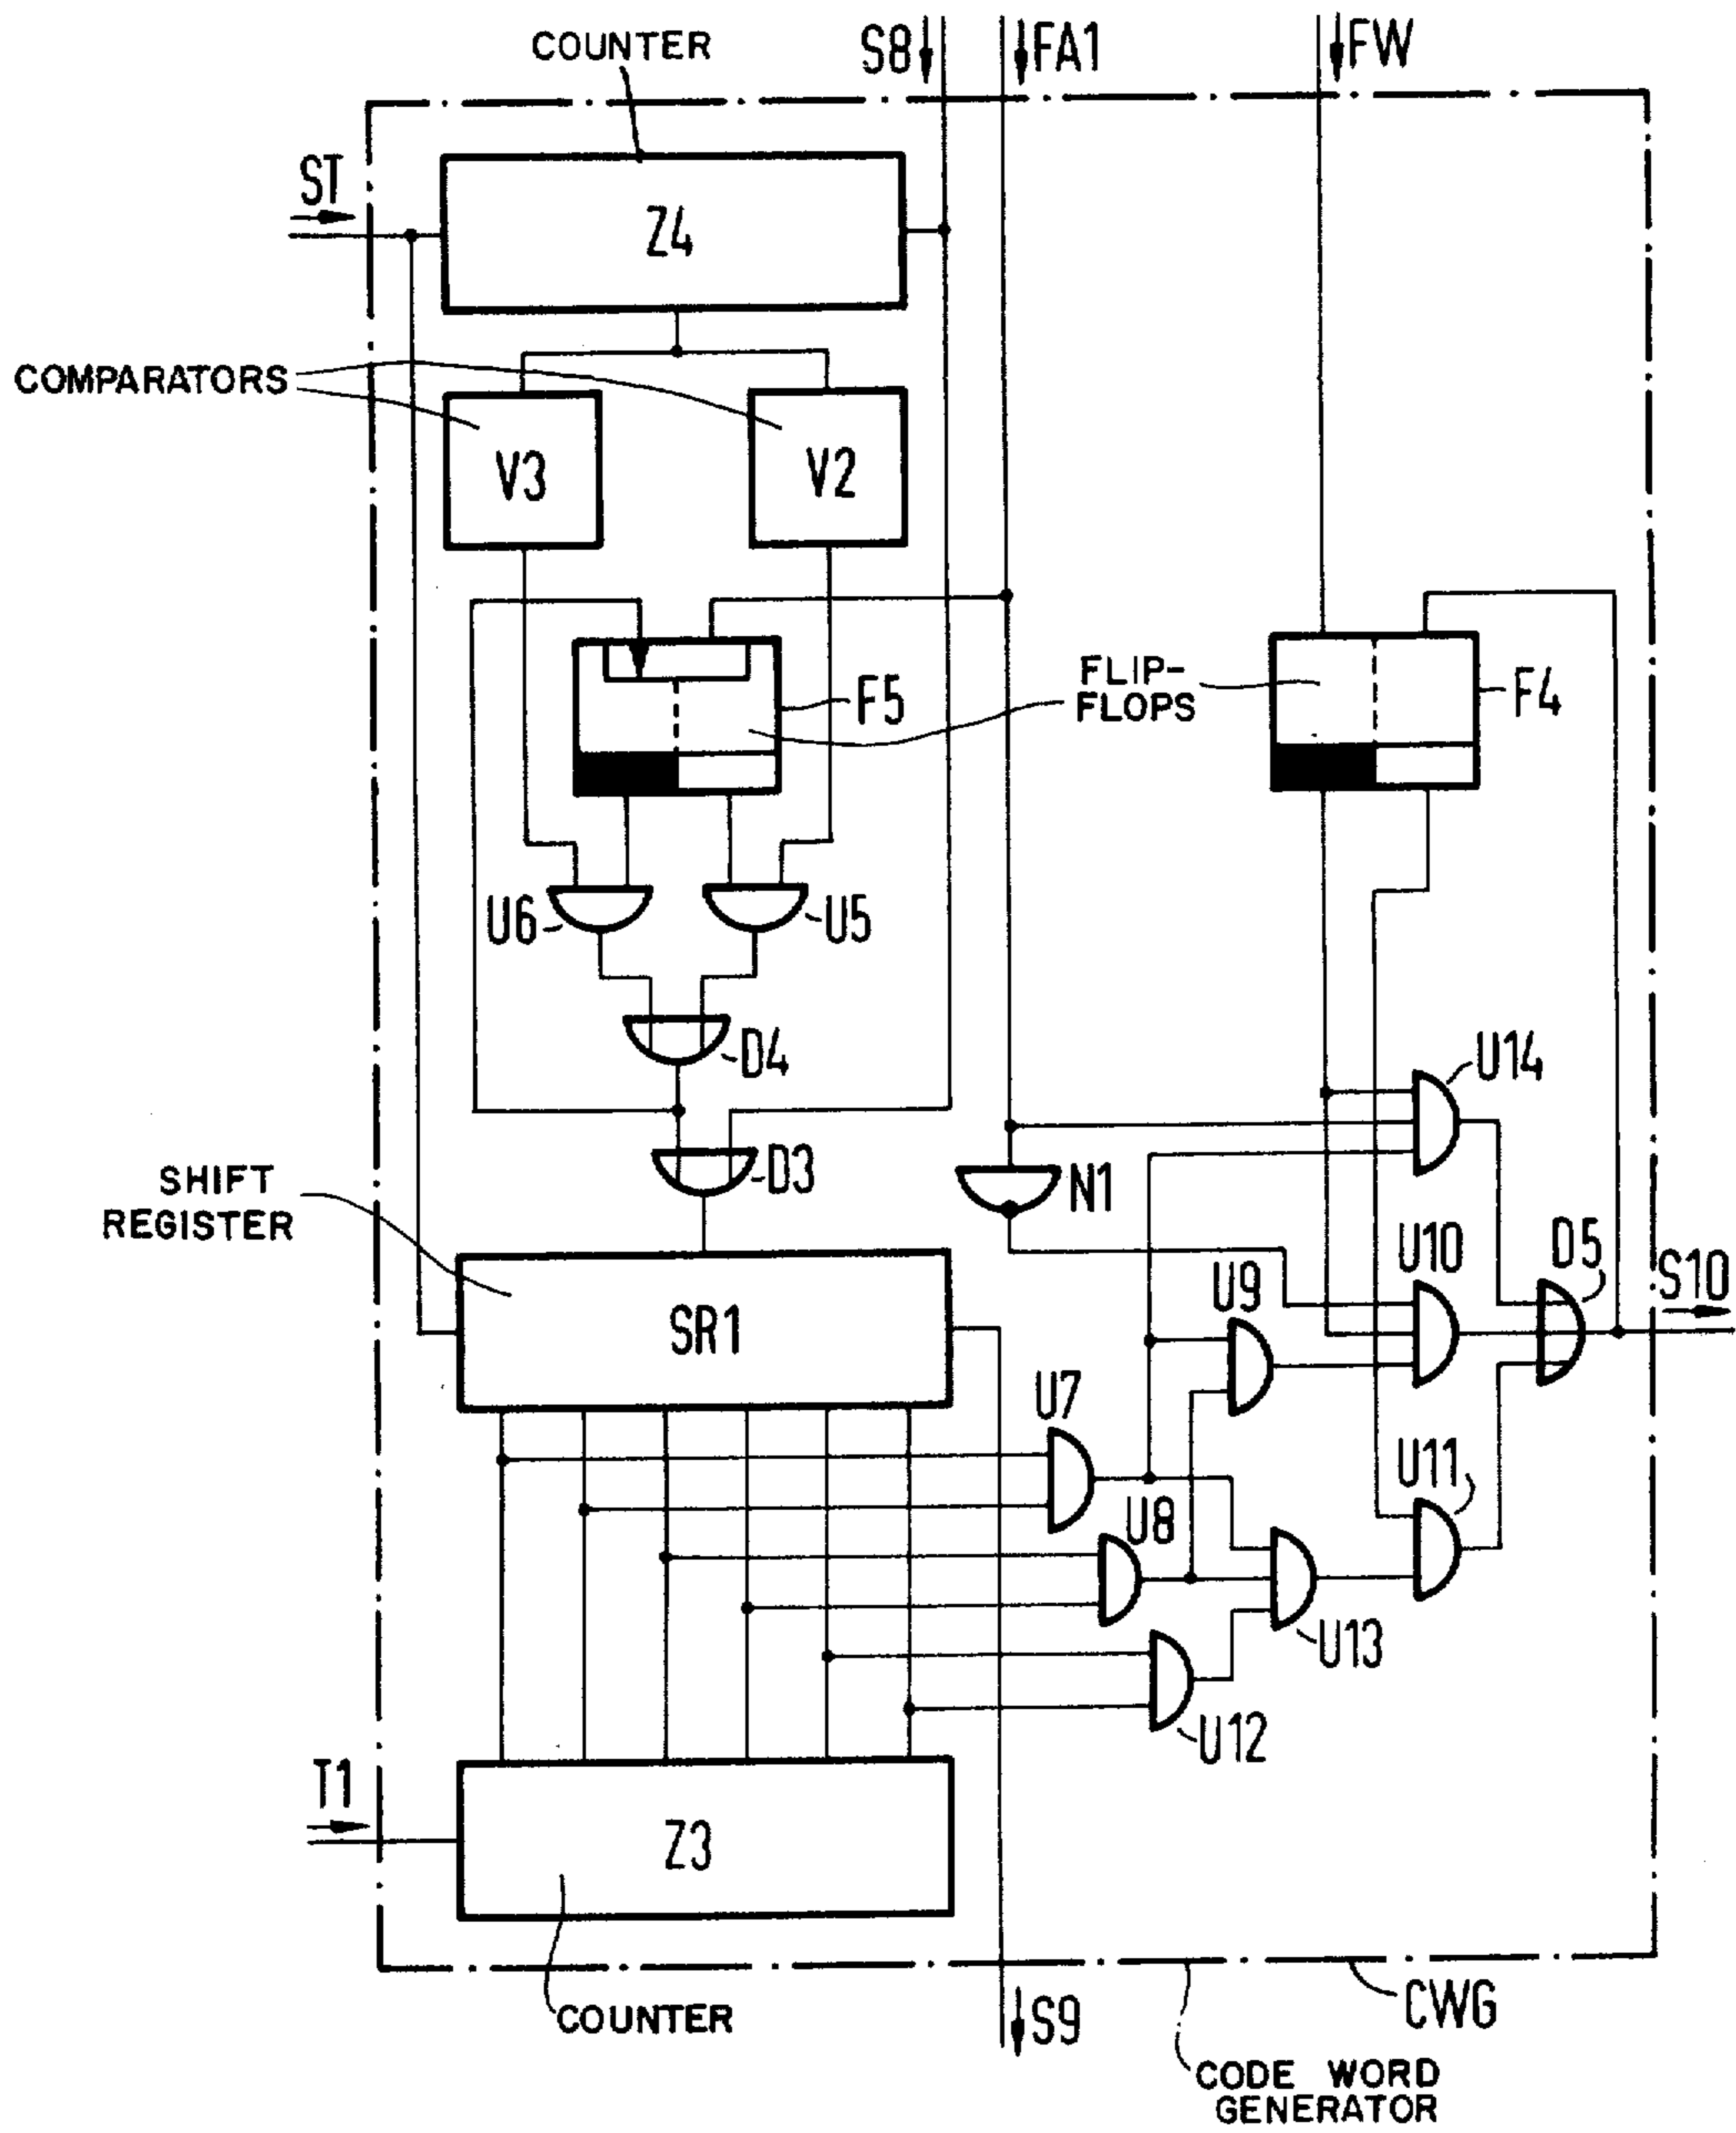 COUNTER
S8
FA1
FW
ST
Z4
COMPARATORS
V3
V2
F5
FLIP-
FLOPS
F4
U6
U5
D4
U14
D3
N1
SHIFT
REGISTER
U10
D5
S10
U9
SR1
U7
U11
U8
U13
U12
T1
Z3
COUNTER
S9
CWG
CODE WORD
GENERATOR